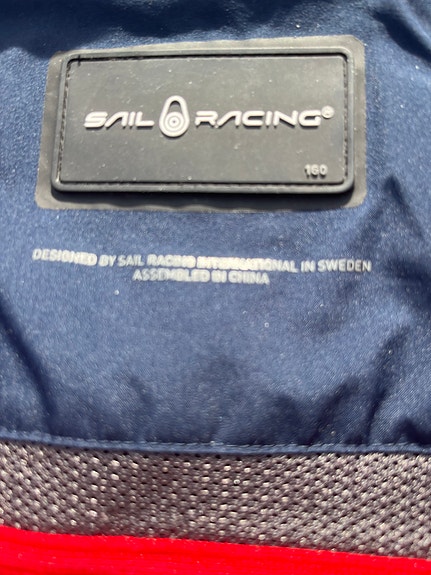 SAIL RACING®
160
DESIGNED BY SAIL RACING INTERNATIONAL IN SWEDEN
ASSEMBLED IN CHINA